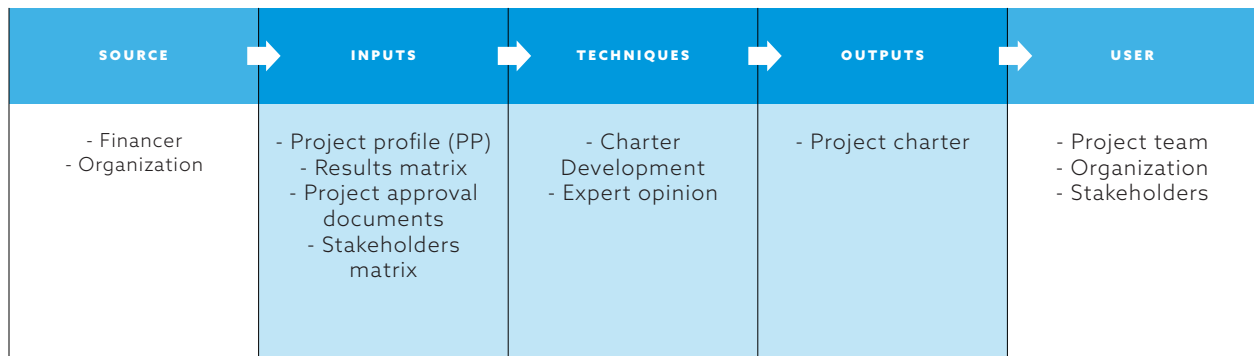 SOURCE
INPUTS
TECHNIQUES
OUTPUTS
USER
- Financer
- Organization
- Project profile (PP)
- Results matrix
- Project approval
documents
- Stakeholders
matrix
- Charter
Development
- Expert opinion
- Project charter
- Project team
- Organization
- Stakeholders